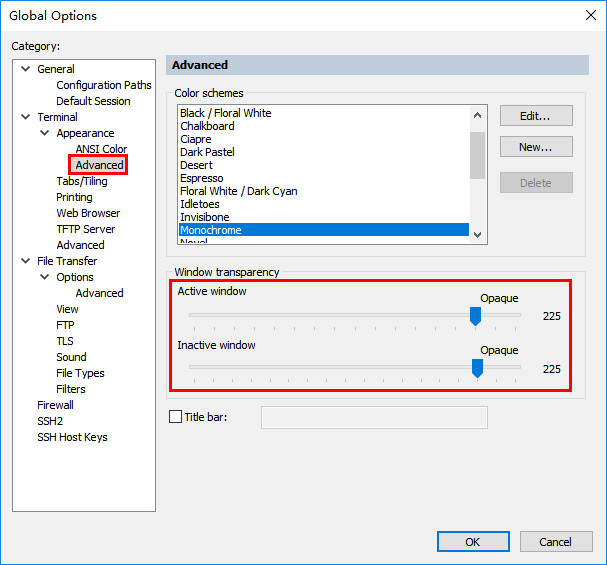 Global Options
Category:
General
Configuration Paths
Default Session
Terminal
Appearance
ANSI Color
Advanced
Tabs/Tiling
Printing
Web Browser
TFTP Server
Advanced
File Transfer
Options
Advanced
View
FTP
TLS
Sound
File Types
Filters
Firewall
SSH2
SSH Host Keys
Advanced
Color schemes
Black / Floral White
Chalkboard
Ciapre
Dark Pastel
Desert
Espresso
Floral White / Dark Cyan
Idletoes
Invisibone
Monochrome
Novel
Edit...
New...
Delete
Window transparency
Active window
Opaque
225
Inactive window
Opaque
225
Title bar:
OK
Cancel